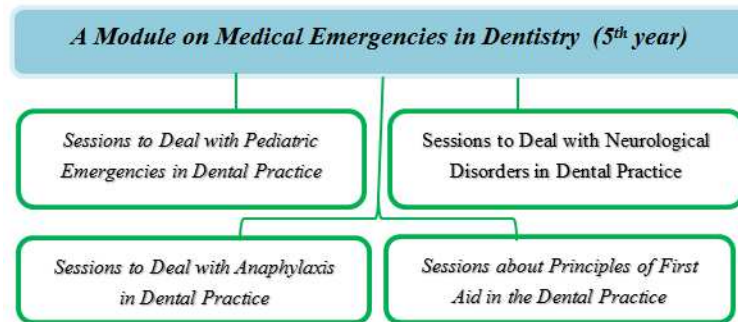 A Module on Medical Emergencies in Dentistry (5th year)
Sessions to Deal with Pediatric
Emergencies in Dental Practice
Sessions to Deal with Neurological
Disorders in Dental Practice
Sessions to Deal with Anaphylaxis
in Dental Practice
Sessions about Principles of First
Aid in the Dental Practice